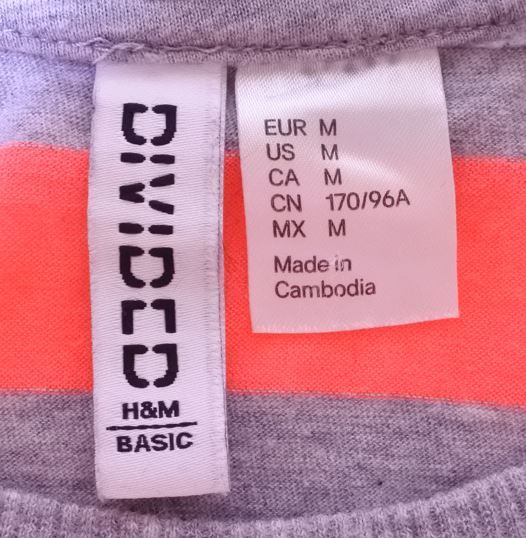 DIVIDED
H&M
BASIC
EUR M
US M
CA M
CN 170/96A
MX M
Made in
Cambodia